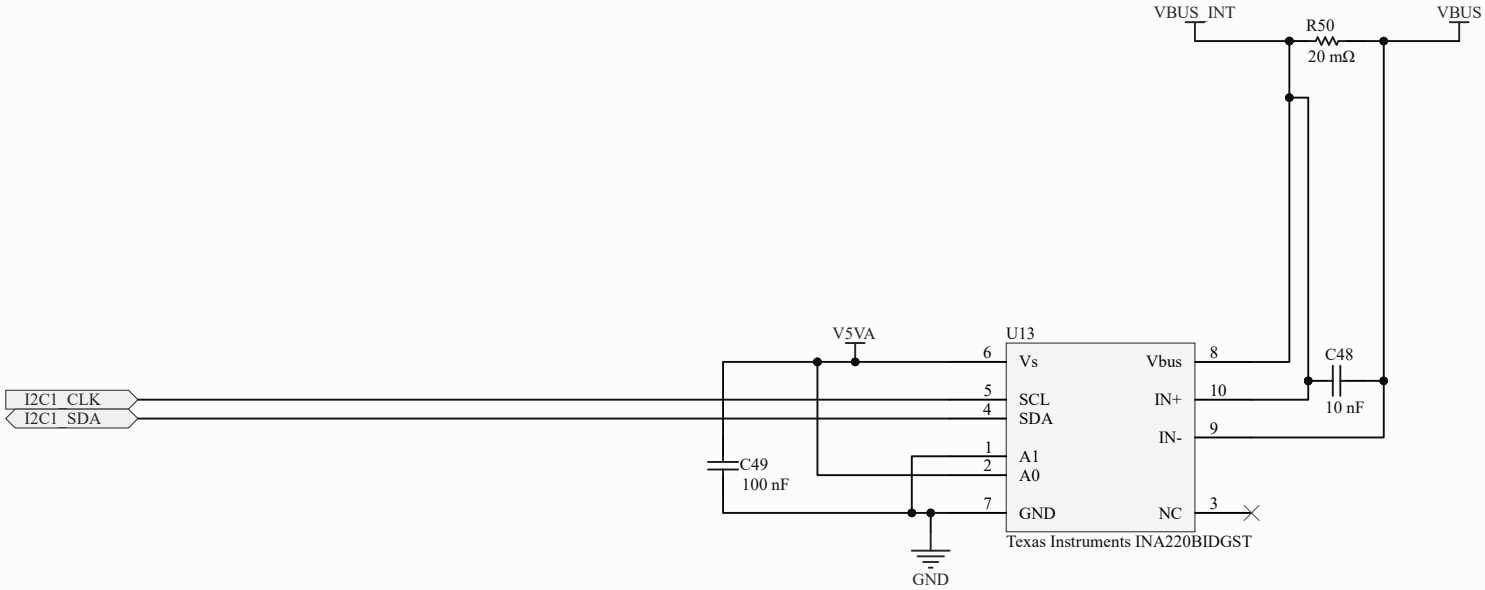 VBUS_INT
VBUS
R50
20 mΩ
V5VA
U13
6
Vs
Vbus
8
C48
I2C1_CLK
5
SCL
IN+
10
10 nF
I2C1_SDA
4
SDA
IN-
9
C49
1
A1
100 nF
2
A0
7
GND
NC
3
Texas Instruments INA220BIDGST
GND